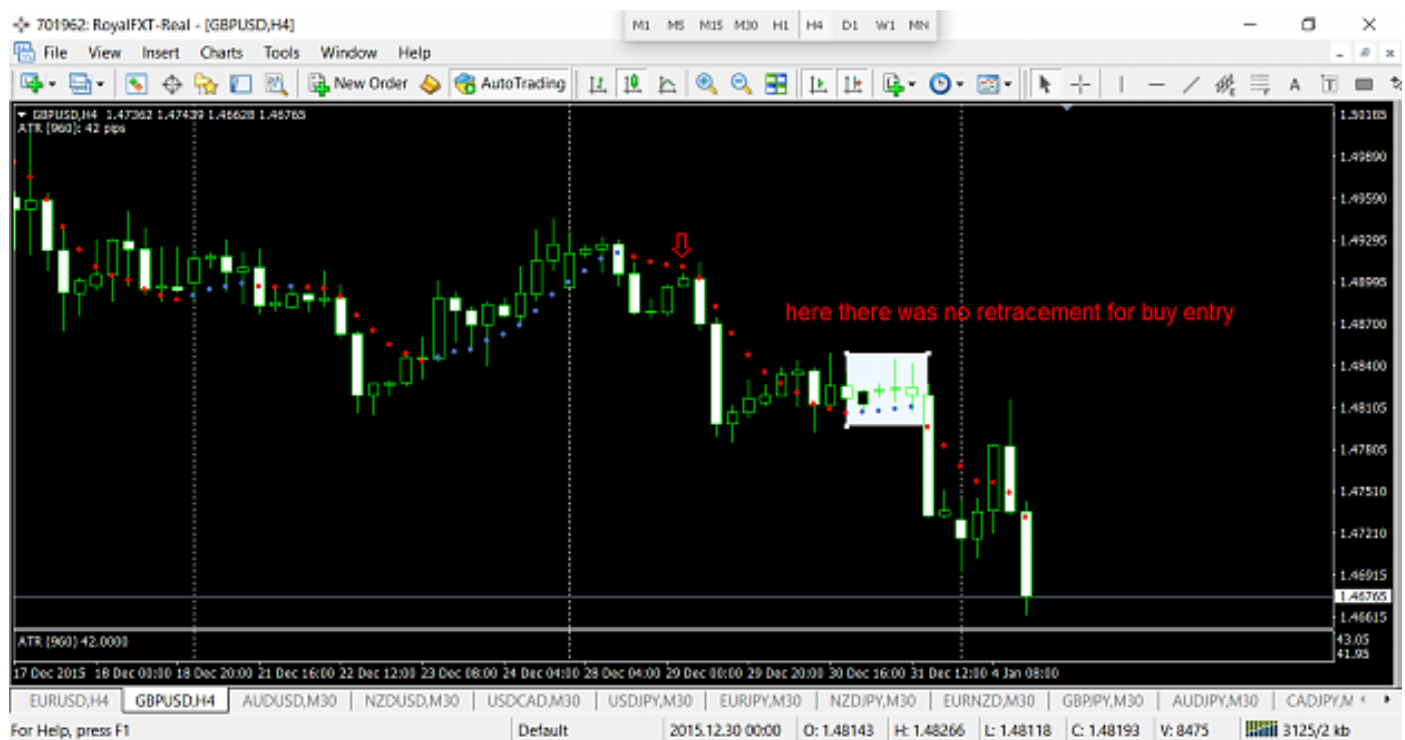 701962: RoyalFXT-Real - [GBPUSD,H4]
M1 M5 M15 M30 H1 H4 D1 W1 MN
File View Insert Charts Tools Window Help
New Order AutoTrading
GBPUSD,H4 1.47362 1.47439 1.46628 1.46765
ATR (960): 42 pips
1.50185
1.49890
1.49590
1.49295
1.48995
1.48700
1.48400
1.48105
1.47805
1.47510
1.47210
1.46915
1.46765
1.46615
here there was no retracement for buy entry
ATR (960) 42.0000
43.05
41.95
17 Dec 2015 18 Dec 00:00 18 Dec 20:00 21 Dec 16:00 22 Dec 12:00 23 Dec 08:00 24 Dec 04:00 28 Dec 04:00 29 Dec 00:00 29 Dec 20:00 30 Dec 16:00 31 Dec 12:00 4 Jan 08:00
EURUSD,H4 GBPUSD,H4 AUDUSD,M30 NZDUSD,M30 USDCAD,M30 USDJPY,M30 EURJPY,M30 NZDJPY,M30 EURNZD,M30 GBPJPY,M30 AUDJPY,M30 CADJPY,M
For Help, press F1 Default 2015.12.30 00:00 O: 1.48143 H: 1.48266 L: 1.48118 C: 1.48193 V: 8475 3125/2 kb